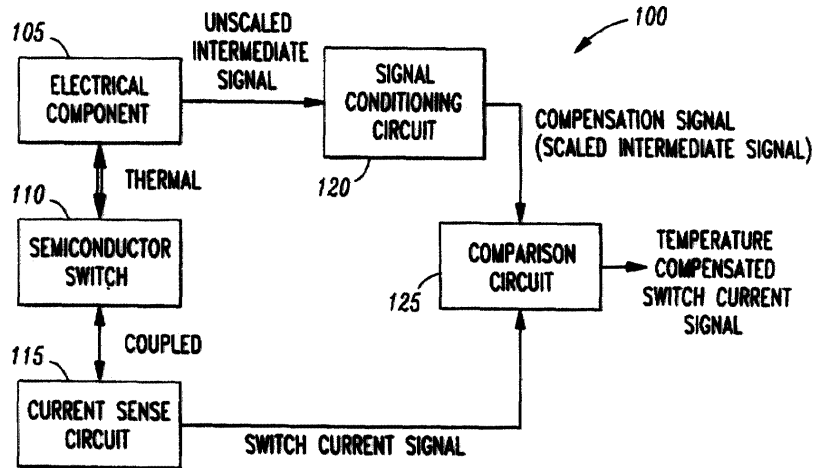 100
105
ELECTRICAL
COMPONENT
UNSCALED
INTERMEDIATE
SIGNAL
SIGNAL
CONDITIONING
CIRCUIT
120
COMPENSATION SIGNAL
(SCALED INTERMEDIATE SIGNAL)
THERMAL
110
SEMICONDUCTOR
SWITCH
COMPARISON
CIRCUIT
125
TEMPERATURE
COMPENSATED
SWITCH CURRENT
SIGNAL
COUPLED
115
CURRENT SENSE
CIRCUIT
SWITCH CURRENT SIGNAL